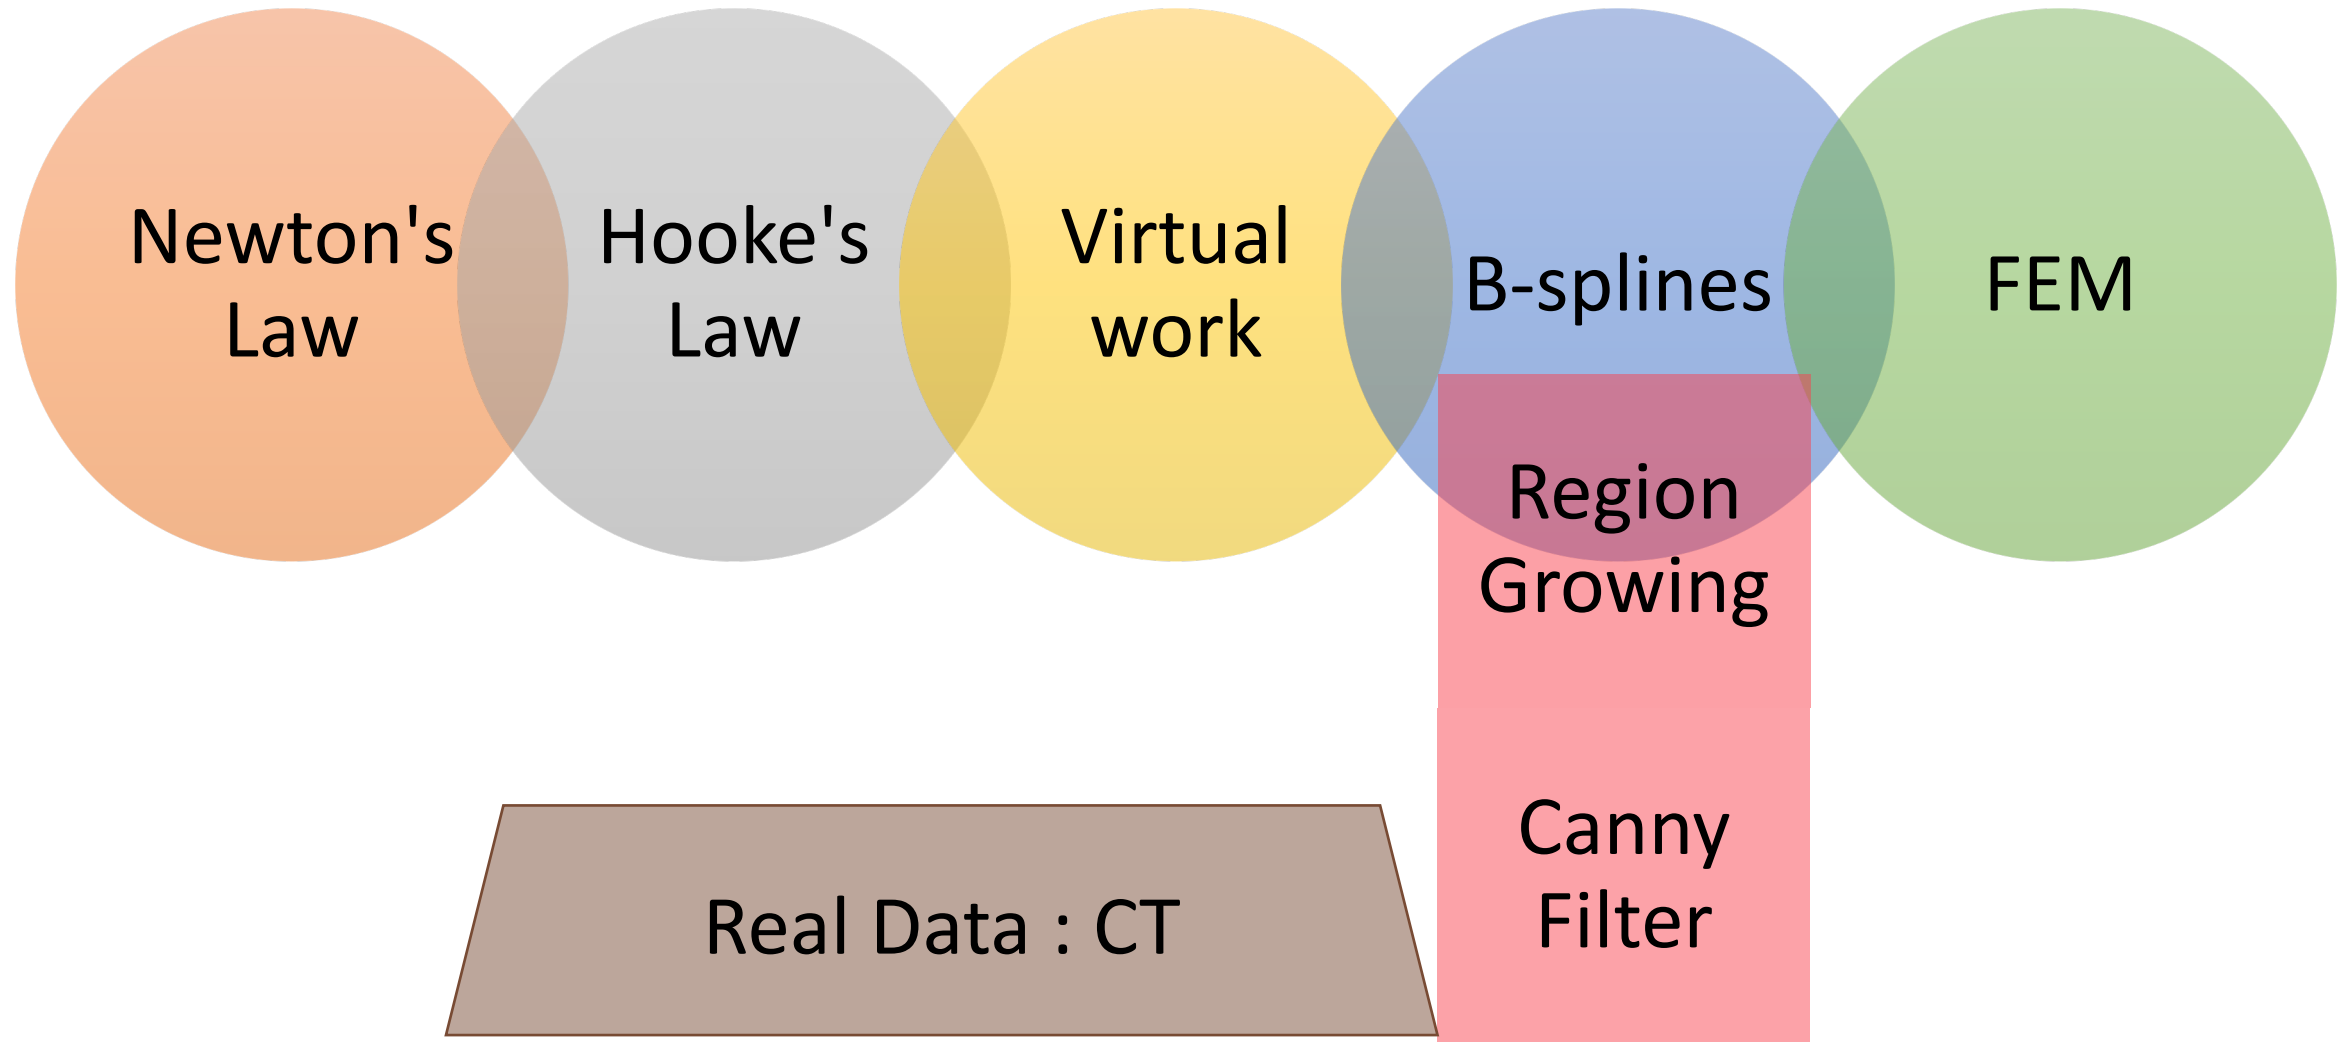 Newton's
Law
Hooke's
Law
Virtual
work
B-splines
FEM
Region
Growing
Canny
Filter
Real Data : CT